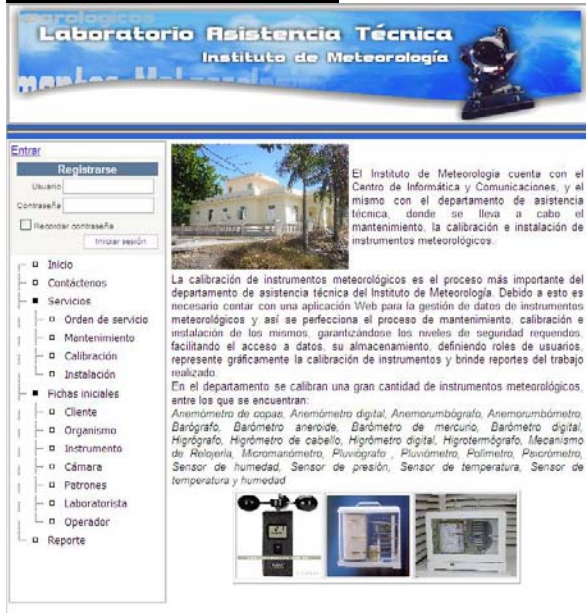 Laboratorio Asistencia Técnica
Instituto de Meteorología
Entrar
Registrarse
Usuario
Contraseña
Recordar contraseña
Iniciar sesión
Inicio
Contáctenos
Servicios
Orden de servicio
Mantenimiento
Calibración
Instalación
Fichas iniciales
Cliente
Organismo
Instrumento
Cámara
Patrones
Laboratorista
Operador
Reporte
El Instituto de Meteorología cuenta con el
Centro de Informática y Comunicaciones, y el
mismo con el departamento de asistencia
técnica, donde se lleva a cabo el
mantenimiento, la calibración e instalación de
instrumentos meteorológicos.
La calibración de instrumentos meteorológicos es el proceso más importante del
departamento de asistencia técnica del Instituto de Meteorología. Debido a esto es
necesario contar con una aplicación Web para la gestión de datos de instrumentos
meteorológicos y así se perfecciona el proceso de mantenimiento, calibración e
instalación de los mismos, garantizándose los niveles de seguridad requeridos,
facilitando el acceso a datos, su almacenamiento, definiendo roles de usuarios,
represente gráficamente la calibración de instrumentos y brinde reportes del trabajo
realizado.
En el departamento se calibran una gran cantidad de instrumentos meteorológicos,
entre los que se encuentran:
Anemómetro de copas, Anemómetro digital, Anemorumbógrafo, Anemorumbómetro,
Barógrafo, Barómetro aneroide, Barómetro de mercurio, Barómetro digital,
Higrógrafo, Higrómetro de cabello, Higrómetro digital, Higrotermógrafo, Mecanismo
de Relojería, Micromanómetro, Pluviógrafo , Pluviómetro, Polímetro, Psicrómetro,
Sensor de humedad, Sensor de presión, Sensor de temperatura, Sensor de
temperatura y humedad